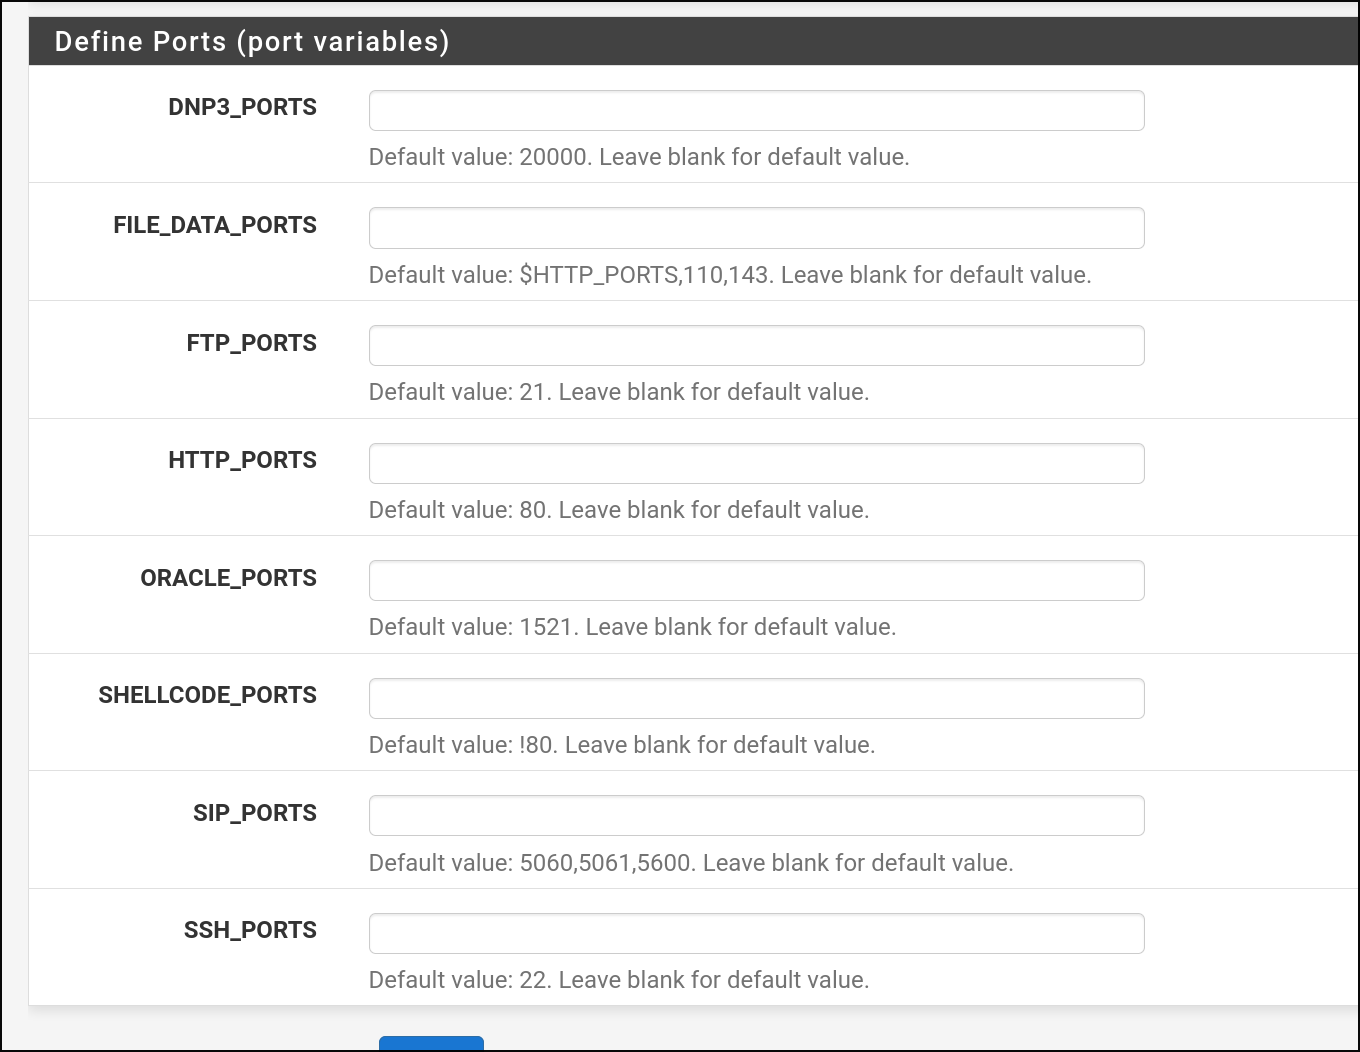 Define Ports (port variables)
DNP3_PORTS
Default value: 20000. Leave blank for default value.
FILE_DATA_PORTS
Default value: $HTTP_PORTS,110,143. Leave blank for default value.
FTP_PORTS
Default value: 21. Leave blank for default value.
HTTP_PORTS
Default value: 80. Leave blank for default value.
ORACLE_PORTS
Default value: 1521. Leave blank for default value.
SHELLCODE_PORTS
Default value: !80. Leave blank for default value.
SIP_PORTS
Default value: 5060,5061,5600. Leave blank for default value.
SSH_PORTS
Default value: 22. Leave blank for default value.